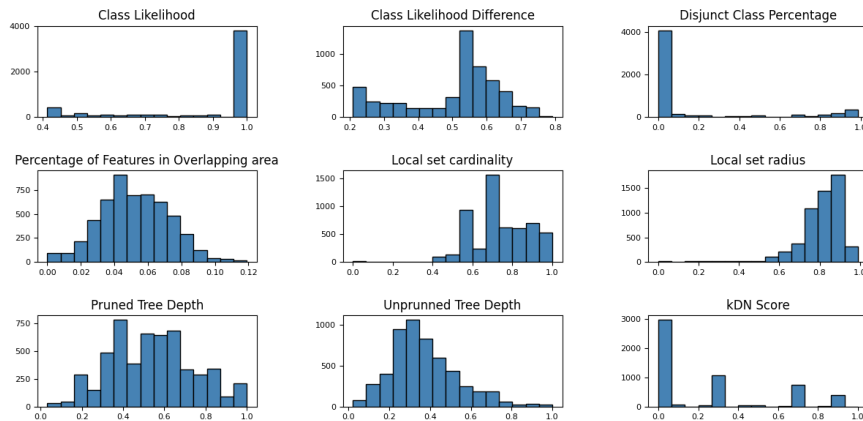 Class Likelihood
4000
2000
0
0.4 0.5 0.6 0.7 0.8 0.9 1.0
Class Likelihood Difference
1000
500
0
0.2 0.3 0.4 0.5 0.6 0.7 0.8
Disjunct Class Percentage
4000
2000
0
0.0 0.2 0.4 0.6 0.8 1.0
Percentage of Features in Overlapping area
750
500
250
0
0.00 0.02 0.04 0.06 0.08 0.10 0.12
Local set cardinality
1500
1000
500
0
0.0 0.2 0.4 0.6 0.8 1.0
Local set radius
1500
1000
500
0
0.0 0.2 0.4 0.6 0.8 1.0
Pruned Tree Depth
750
500
250
0
0.0 0.2 0.4 0.6 0.8 1.0
Unprunned Tree Depth
1000
500
0
0.0 0.2 0.4 0.6 0.8 1.0
kDN Score
3000
2000
1000
0
0.0 0.2 0.4 0.6 0.8 1.0